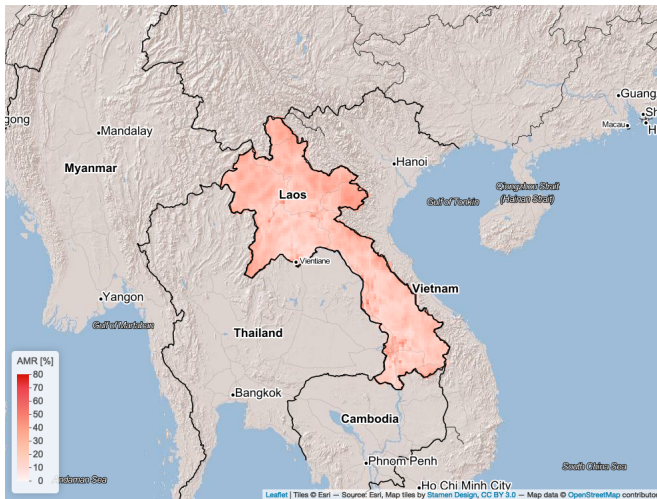 Guang
Macau
Sh
H
gong
Mandalay
Myanmar
Hanoi
Laos
Gulf of Tonkin
Qiongzhou Strait
(Hainan Strait)
Vientiane
Vietnam
Yangon
Gulf of Martaban
Thailand
AMR [%]
80
70
60
50
40
30
20
10
0
Bangkok
Cambodia
Phnom Penh
South China Sea
Andaman Sea
Ho Chi Minh City
Leaflet | Tiles © Esri — Source: Esri, Map tiles by Stamen Design, CC BY 3.0 — Map data © OpenStreetMap contributor